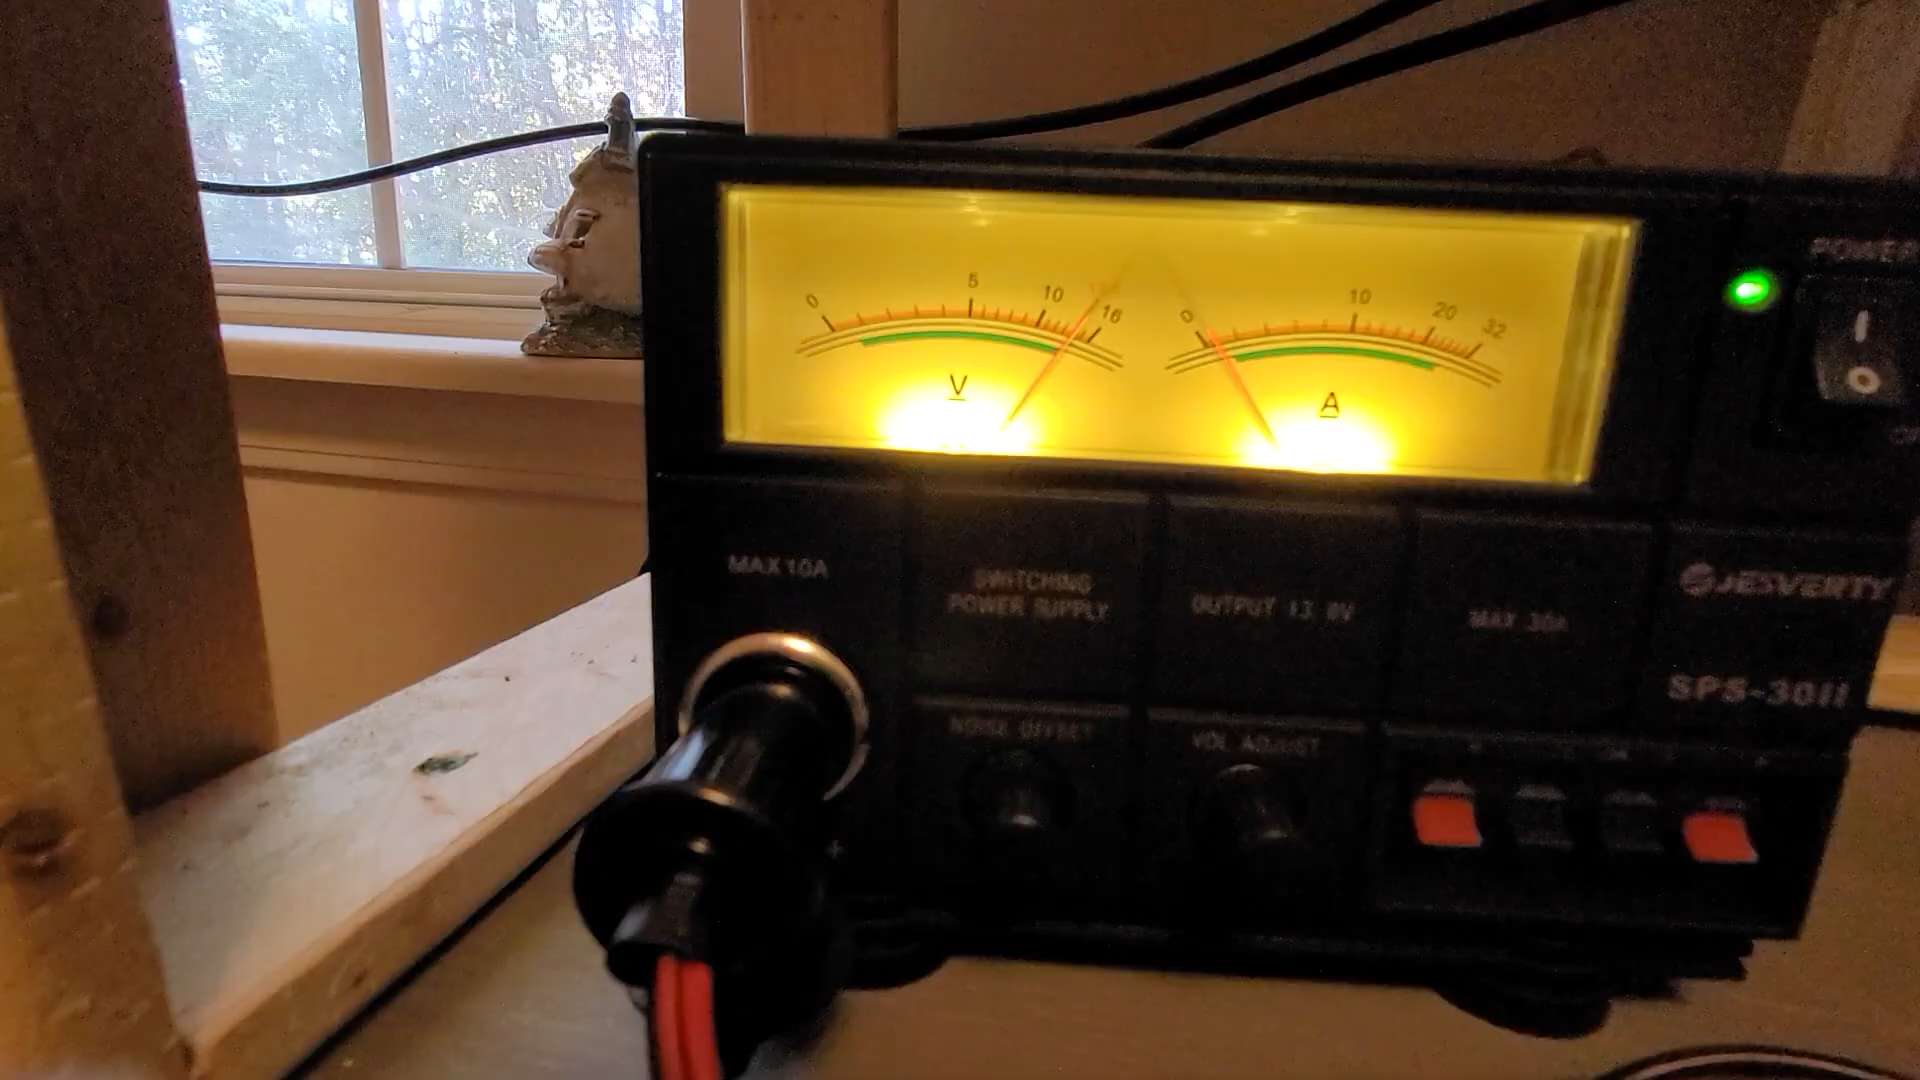 0 5 10 16
V
0 10 20 32
A
POWER
MAX 10A
SWITCHING
POWER SUPPLY
OUTPUT 13.8V
MAX 30A
JESVERTY
SPS-30II
NOISE OFFSET
VOL ADJUST